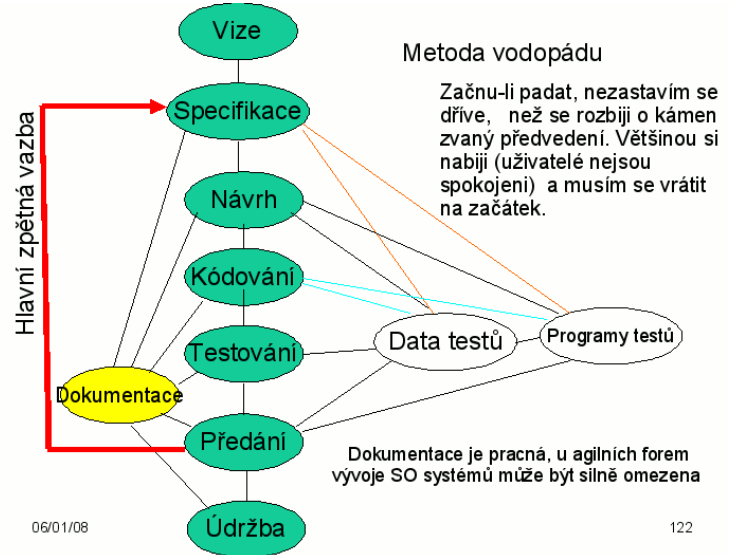 Vize
Metoda vodopádu
Začnu-li padat, nezastavím se
dříve, než se rozbiji o kámen
zvaný předvedení. Většinou si
nabiji (uživatelé nejsou
spokojeni) a musím se vrátit
na začátek.
Specifikace
Hlavní zpětná vazba
Návrh
Kódování
Testování
Data testů
Programy testů
Dokumentace
Předání
Dokumentace je pracná, u agilních forem
vývoje SO systémů může být silně omezena
Údržba
06/01/08
122